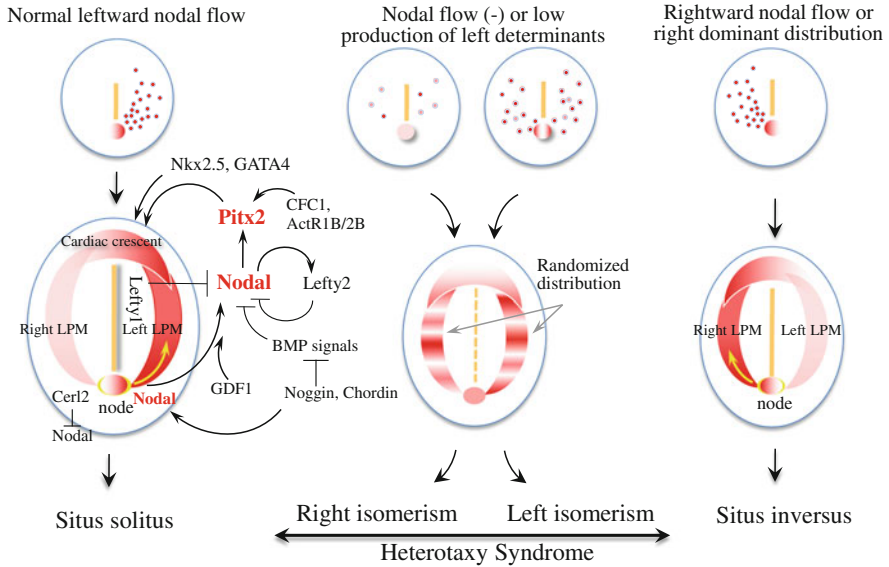 Normal leftward nodal flow
Nodal flow (-) or low
production of left determinants
Rightward nodal flow or
right dominant distribution
Nkx2.5, GATA4
Pitx2
CFC1,
ActR1B/2B
Cardiac crescent
Lefty1
Nodal
Lefty2
Right LPM
Left LPM
BMP signals
GDF1
Noggin, Chordin
Cerl2
node
Nodal
Nodal
Randomized
distribution
Right LPM
Left LPM
node
Situs solitus
Right isomerism
Left isomerism
Situs inversus
Heterotaxy Syndrome